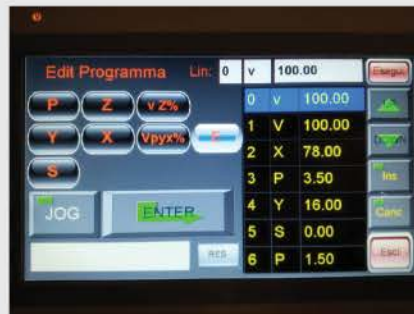 Edit Programma Lin: 0 v 100.00 Esegui
P Z v Z%
Y X Vpyx%
S
JOG ENTER
RES
0 v 100.00
1 V 100.00
2 X 78.00
3 P 3.50
4 Y 16.00
5 S 0.00
6 P 1.50
Ins
Canc
Esci